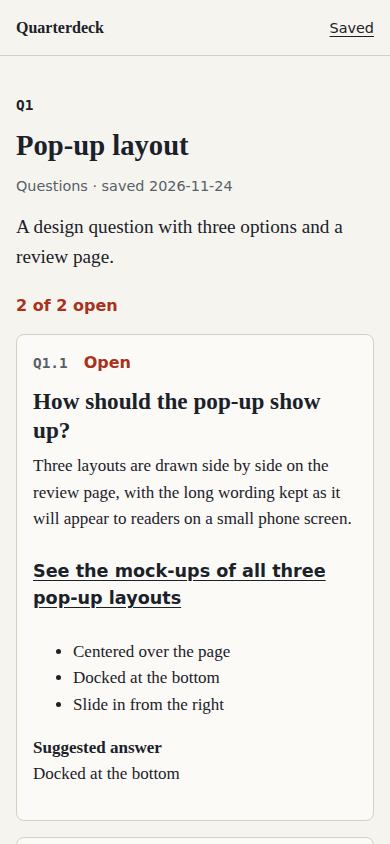 Quarterdeck
Saved
Q1
Pop-up layout
Questions · saved 2026-11-24
A design question with three options and a
review page.
2 of 2 open
Q1.1 Open
How should the pop-up show
up?
Three layouts are drawn side by side on the
review page, with the long wording kept as it
will appear to readers on a small phone screen.
See the mock-ups of all three
pop-up layouts
• Centered over the page
• Docked at the bottom
• Slide in from the right
Suggested answer
Docked at the bottom